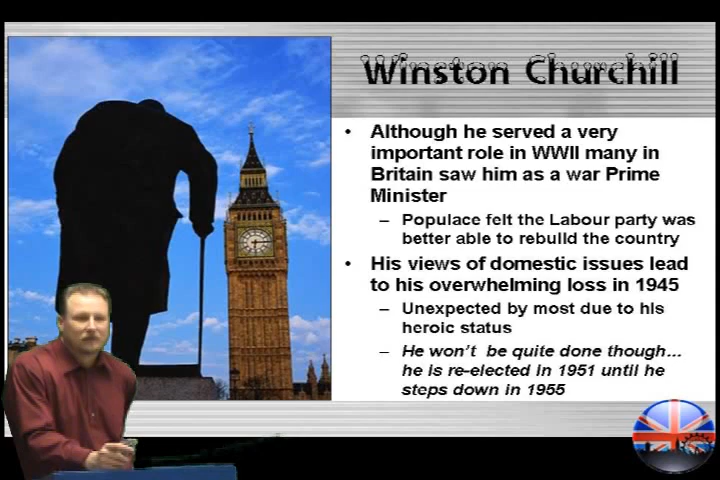 Winston Churchill
• Although he served a very
important role in WWII many in
Britain saw him as a war Prime
Minister
– Populace felt the Labour party was
better able to rebuild the country
• His views of domestic issues lead
to his overwhelming loss in 1945
– Unexpected by most due to his
heroic status
– He won't be quite done though...
he is re-elected in 1951 until he
steps down in 1955